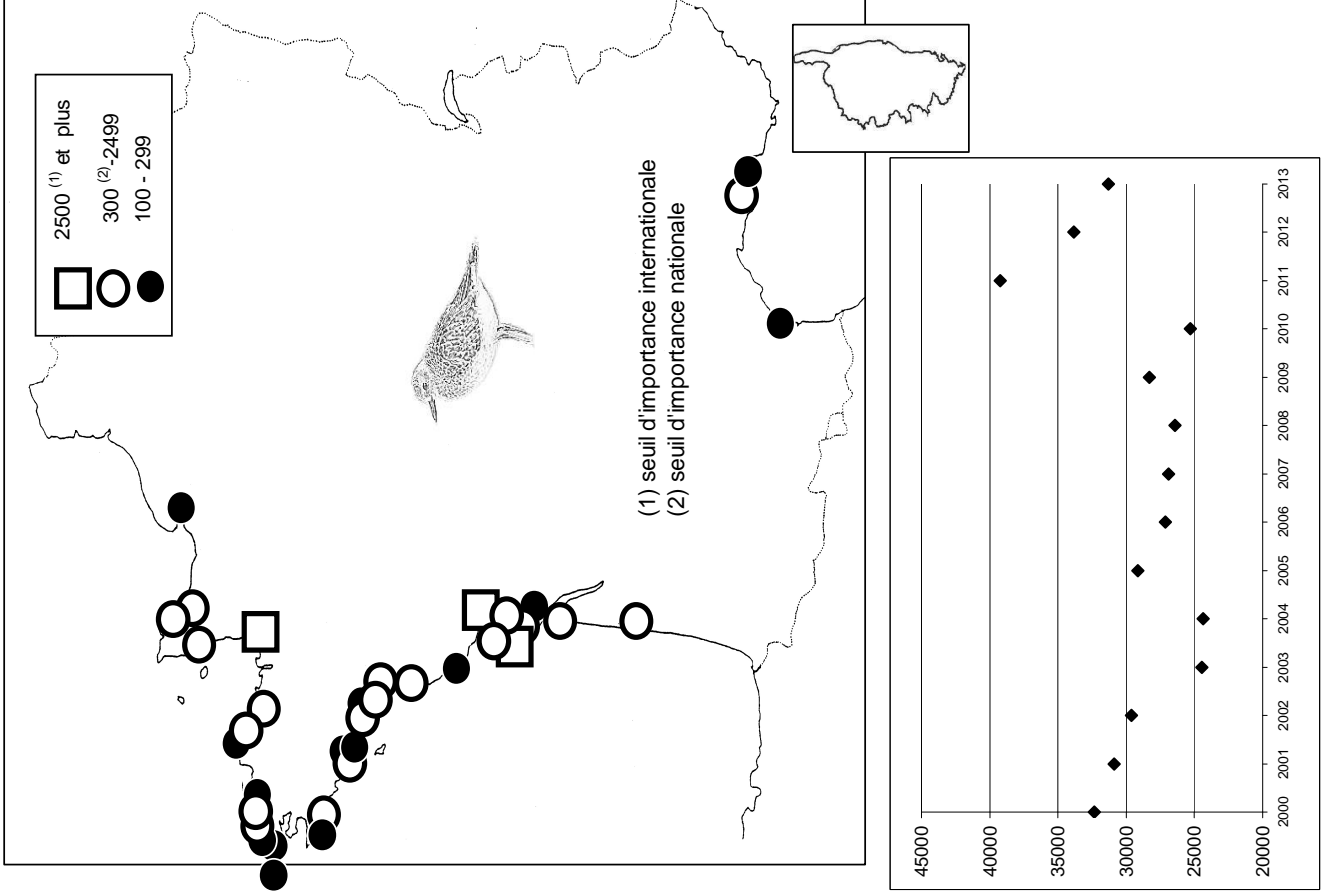 2500 (1) et plus
300 (2)-2499
100 - 299
(1) seuil d'importance internationale
(2) seuil d'importance nationale
45000
40000
35000
30000
25000
20000
2000 2001 2002 2003 2004 2005 2006 2007 2008 2009 2010 2011 2012 2013